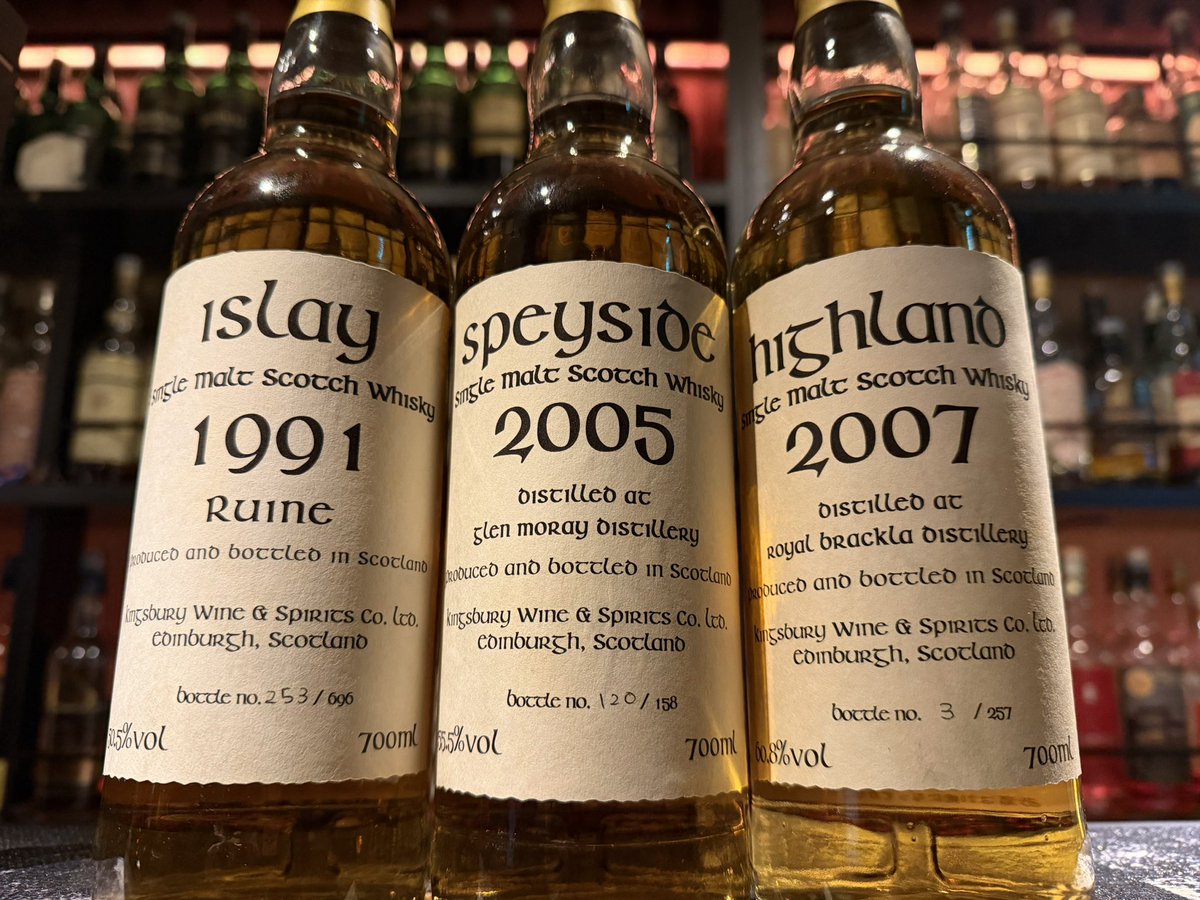 islay
Single Malt Scotch Whisky
1991
Ruine
Produced and bottled in Scotland
Kingsbury Wine & Spirits Co. Ltd.
Edinburgh, Scotland
bottle no. 253 / 696
50.5%vol 700ml
speyside
Single Malt Scotch Whisky
2005
distilled at
glen moray distillery
Produced and bottled in Scotland
Kingsbury Wine & Spirits Co. Ltd.
Edinburgh, Scotland
bottle no. 120 / 158
55.5%vol 700ml
highland
Single Malt Scotch Whisky
2007
distilled at
royal brackla distillery
Produced and bottled in Scotland
Kingsbury Wine & Spirits Co. Ltd.
Edinburgh, Scotland
bottle no. 3 / 257
60.8%vol 700ml